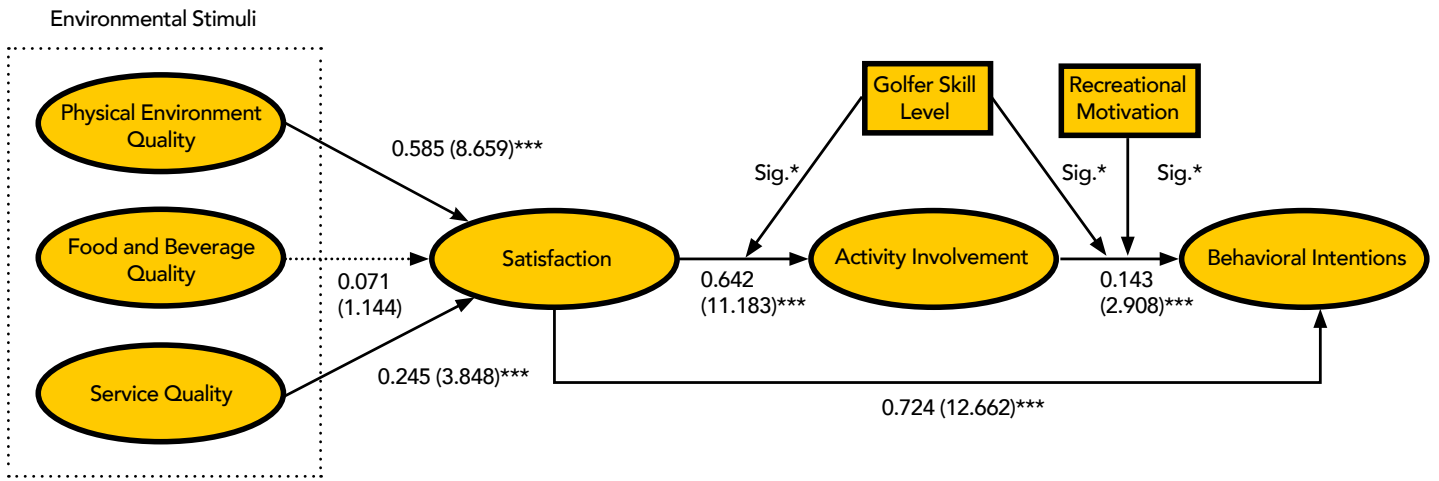 Environmental Stimuli
Physical Environment
Quality
0.585 (8.659)***
Food and Beverage
Quality
0.071
(1.144)
Service Quality
0.245 (3.848)***
Satisfaction
0.642
(11.183)***
Golfer Skill
Level
Sig.*
Sig.*
Recreational
Motivation
Sig.*
Activity Involvement
0.143
(2.908)***
Behavioral Intentions
0.724 (12.662)***